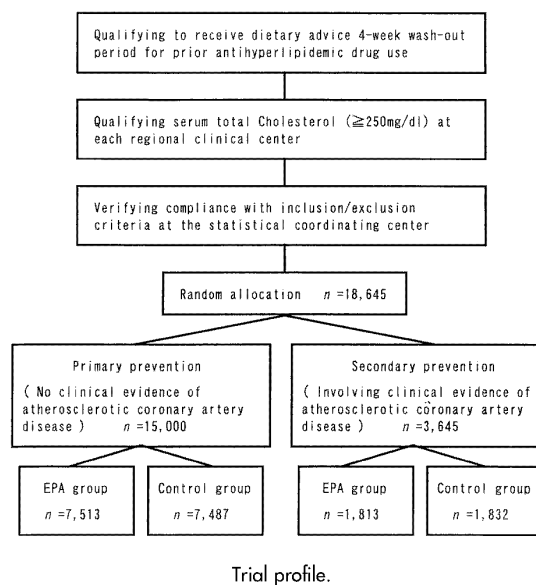 Qualifying to receive dietary advice 4-week wash-out
period for prior antihyperlipidemic drug use
Qualifying serum total Cholesterol (≧250mg/dl) at
each regional clinical center
Verifying compliance with inclusion/exclusion
criteria at the statistical coordinating center
Random allocation n =18,645
Primary prevention
( No clinical evidence of
atherosclerotic coronary artery
disease ) n =15,000
Secondary prevention
( Involving clinical evidence of
atherosclerotic coronary artery
disease ) n =3,645
EPA group
n =7,513
Control group
n =7,487
EPA group
n =1,813
Control group
n =1,832
Trial profile.